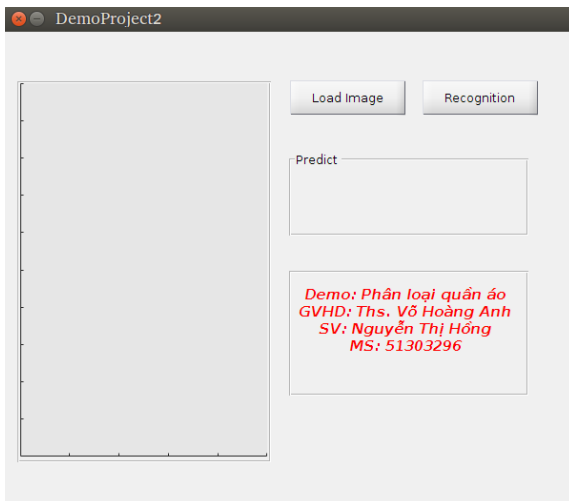 DemoProject2
Load Image
Recognition
Predict
Demo: Phân loại quần áo
GVHD: Ths. Võ Hoàng Anh
SV: Nguyễn Thị Hồng
MS: 51303296